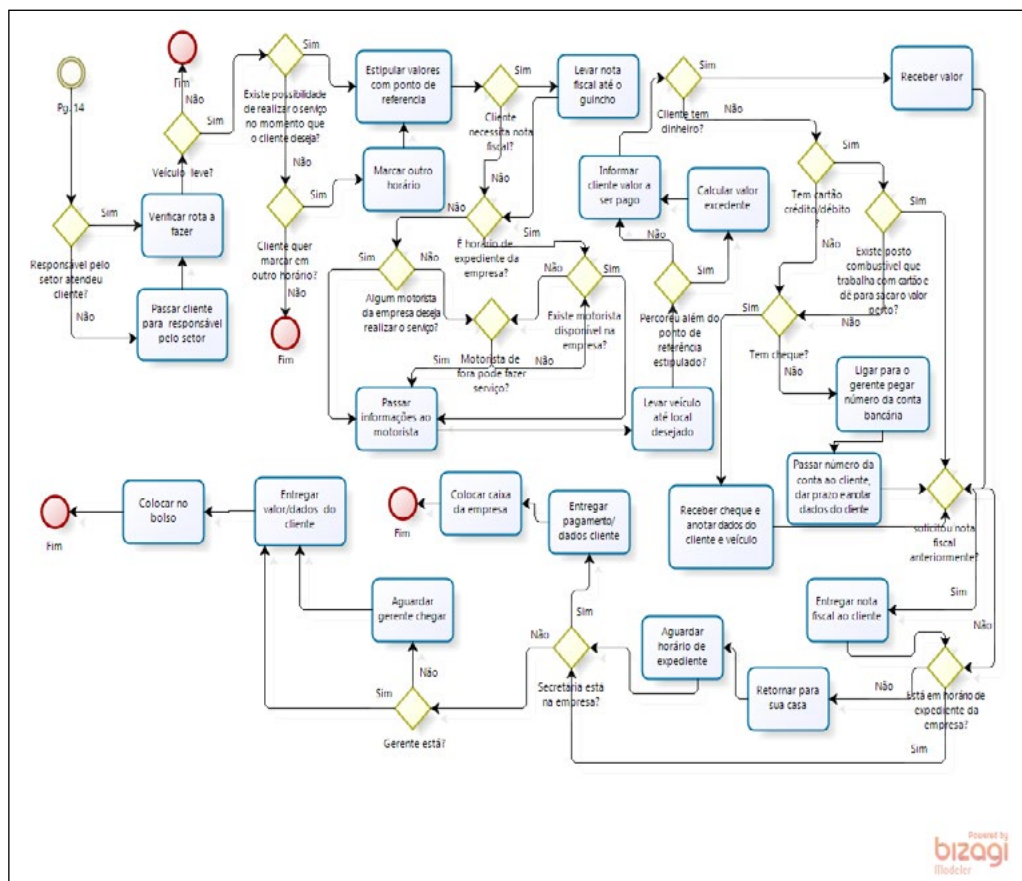 Pg. 14
Fim
Não
Sim
Veículo leve?
Existe possibilidade
de realizar o serviço
no momento que
o cliente deseja?
Sim
Não
Estipular valores
com ponto de
referencia
Sim
Cliente
necessita nota
fiscal?
Não
Levar nota
fiscal até o
guincho
Sim
Cliente tem
dinheiro?
Não
Receber valor
Sim
Verificar rota a
fazer
Responsável pelo
setor atendeu
cliente?
Não
Passar cliente
para responsável
pelo setor
Sim
Cliente quer
marcar em
outro horário?
Não
Fim
Marcar outro
horário
Não
É horário de
expediente da
empresa?
Sim
Sim
Não
Algum motorista
da empresa deseja
realizar o serviço?
Não
Sim
Existe motorista
disponível na
empresa?
Não
Sim
Motorista de
fora pode fazer
serviço?
Não
Informar
cliente valor a
ser pago
Calcular valor
excedente
Não
Sim
Percoreu além do
ponto de
referência
estipulado?
Tem cartão
crédito/débito
?
Sim
Não
Existe posto
combustível que
trabalha com cartão e
dê para sacar o valor
perto?
Sim
Não
Sim
Tem cheque?
Não
Passar
informações ao
motorista
Levar veículo
até local
desejado
Ligar para o
gerente pegar
número da conta
bancária
Passar número da
conta ao cliente,
dar prazo e anotar
dados do cliente
Receber cheque e
anotar dados do
cliente e veículo
solicitou nota
fiscal
anteriormente?
Sim
Não
Fim
Colocar no
bolso
Entregar
valor/dados do
cliente
Fim
Colocar caixa
da empresa
Entregar
pagamento/
dados cliente
Aguardar
gerente chegar
Não
Sim
Gerente está?
Não
Sim
Secretaria está
na empresa?
Aguardar
horário de
expediente
Retornar para
sua casa
Entregar nota
fiscal ao cliente
Não
Está em horário de
expediente da
empresa?
Sim
Powered by
bizagi
Modeler